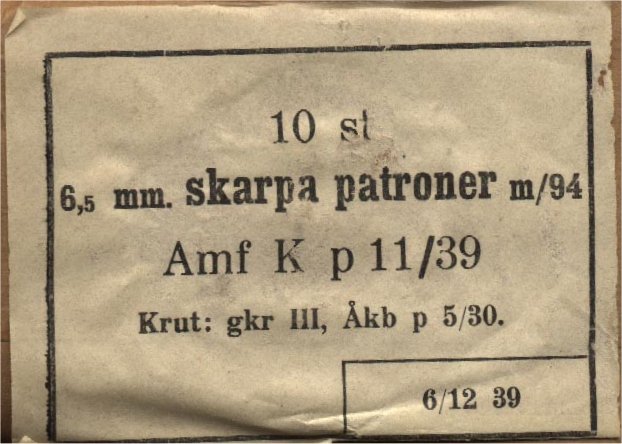 10 st
6,5 mm. skarpa patroner m/94
Amf K p 11/39
Krut: gkr III, Åkb p 5/30.
6/12 39